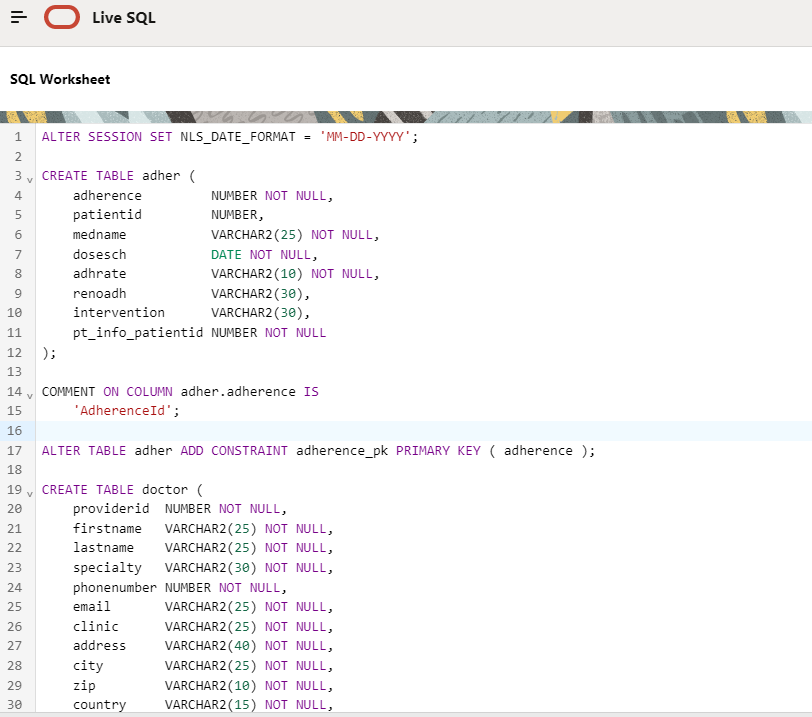 Live SQL
SQL Worksheet
1 ALTER SESSION SET NLS_DATE_FORMAT = 'MM-DD-YYYY';
2
3 CREATE TABLE adher (
4     adherence         NUMBER NOT NULL,
5     patientid         NUMBER,
6     medname           VARCHAR2(25) NOT NULL,
7     dosesch           DATE NOT NULL,
8     adhrate           VARCHAR2(10) NOT NULL,
9     renoadh           VARCHAR2(30),
10     intervention      VARCHAR2(30),
11     pt_info_patientid NUMBER NOT NULL
12 );
13
14 COMMENT ON COLUMN adher.adherence IS
15     'AdherenceId';
16
17 ALTER TABLE adher ADD CONSTRAINT adherence_pk PRIMARY KEY ( adherence );
18
19 CREATE TABLE doctor (
20     providerid  NUMBER NOT NULL,
21     firstname   VARCHAR2(25) NOT NULL,
22     lastname    VARCHAR2(25) NOT NULL,
23     specialty   VARCHAR2(30) NOT NULL,
24     phonenumber NUMBER NOT NULL,
25     email       VARCHAR2(25) NOT NULL,
26     clinic      VARCHAR2(25) NOT NULL,
27     address     VARCHAR2(40) NOT NULL,
28     city        VARCHAR2(25) NOT NULL,
29     zip         VARCHAR2(10) NOT NULL,
30     country     VARCHAR2(15) NOT NULL,